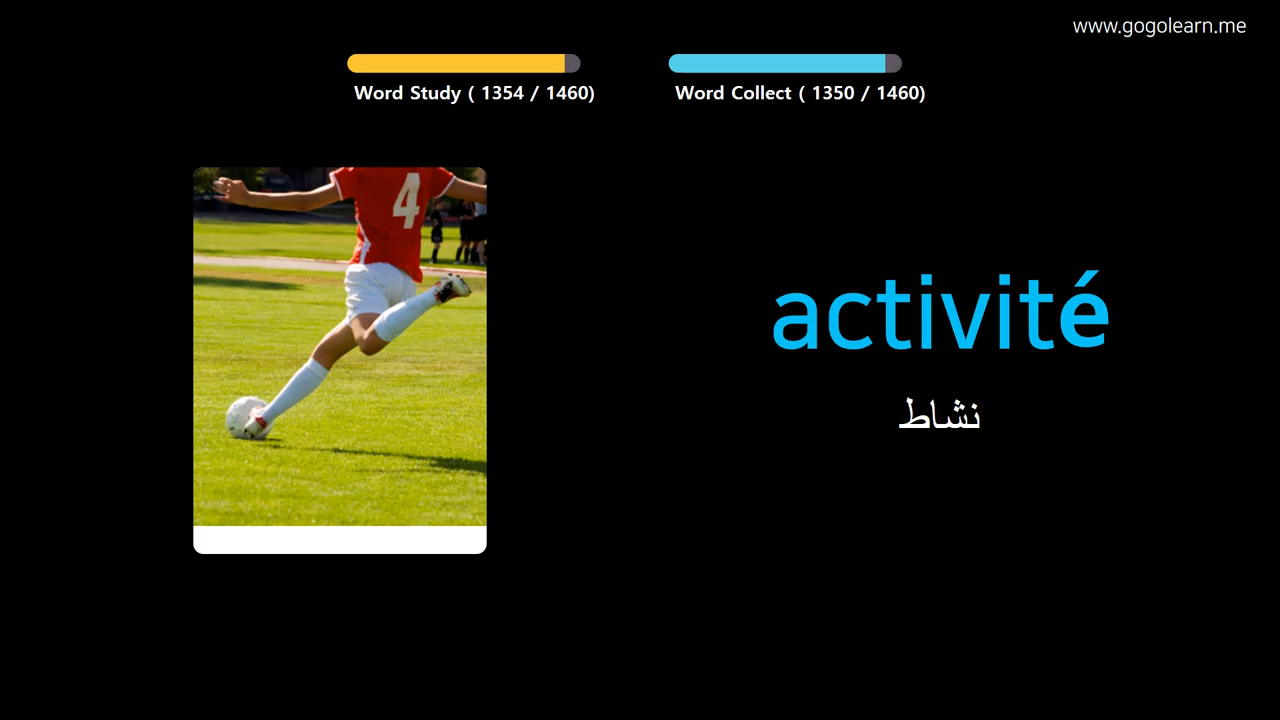 www.gogolearn.me
Word Study ( 1354 / 1460)
Word Collect ( 1350 / 1460)
4
activité
نشاط